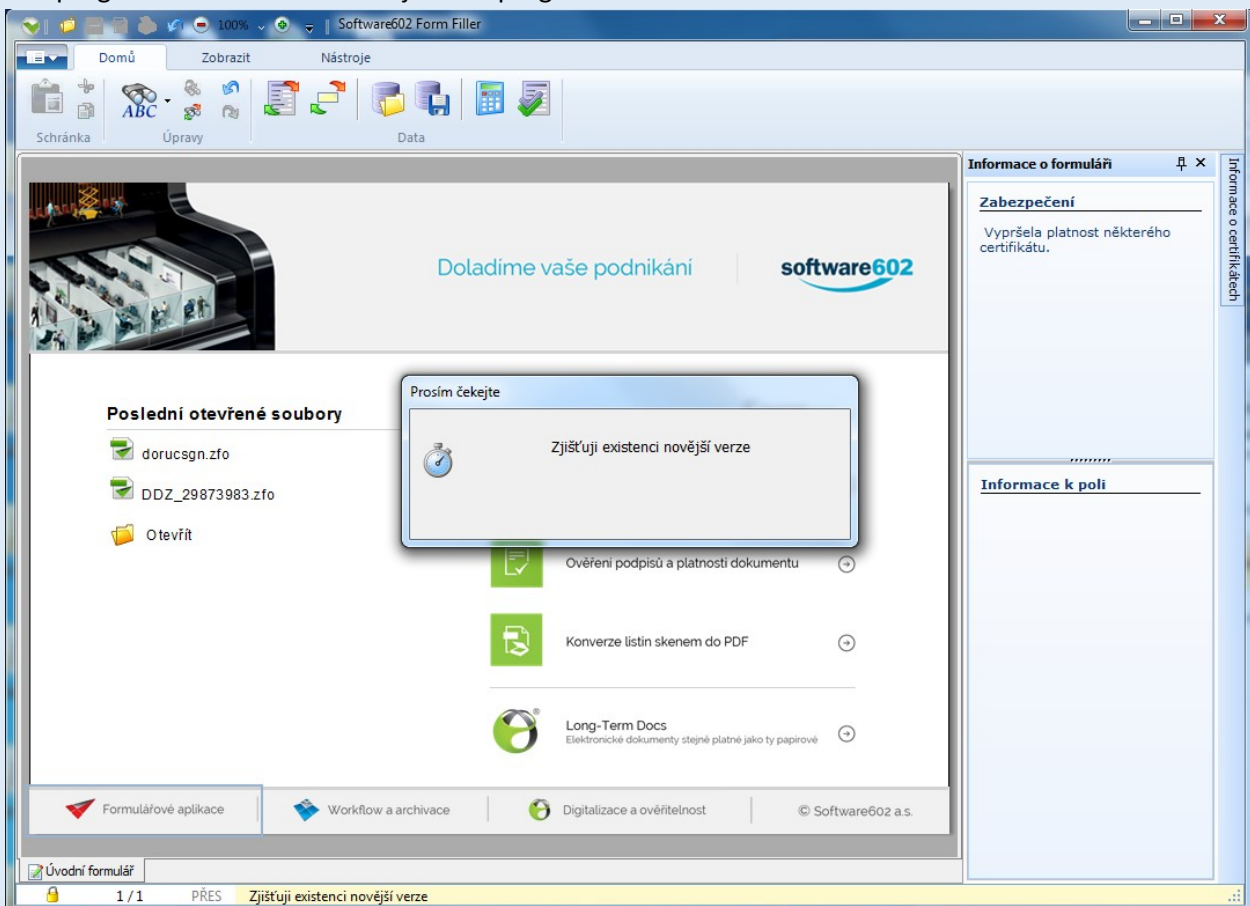 100%
Software602 Form Filler
Domů
Zobrazit
Nástroje
ABC
Schránka
Úpravy
Data
Informace o formuláři
Informace o certifikátech
Zabezpečení
Vypršela platnost některého
certifikátu.
Doladíme vaše podnikání
software602
Prosím čekejte
Zjišťuji existenci novější verze
Poslední otevřené soubory
dorucsgn.zfo
DDZ_29873983.zfo
Otevřít
Informace k poli
Ověření podpisů a platnosti dokumentu
Konverze listin skenem do PDF
Long-Term Docs
Elektronické dokumenty stejně platné jako ty papírové
Formulářové aplikace
Workflow a archivace
Digitalizace a ověřitelnost
© Software602 a.s.
Úvodní formulář
1/1
PŘES
Zjišťuji existenci novější verze